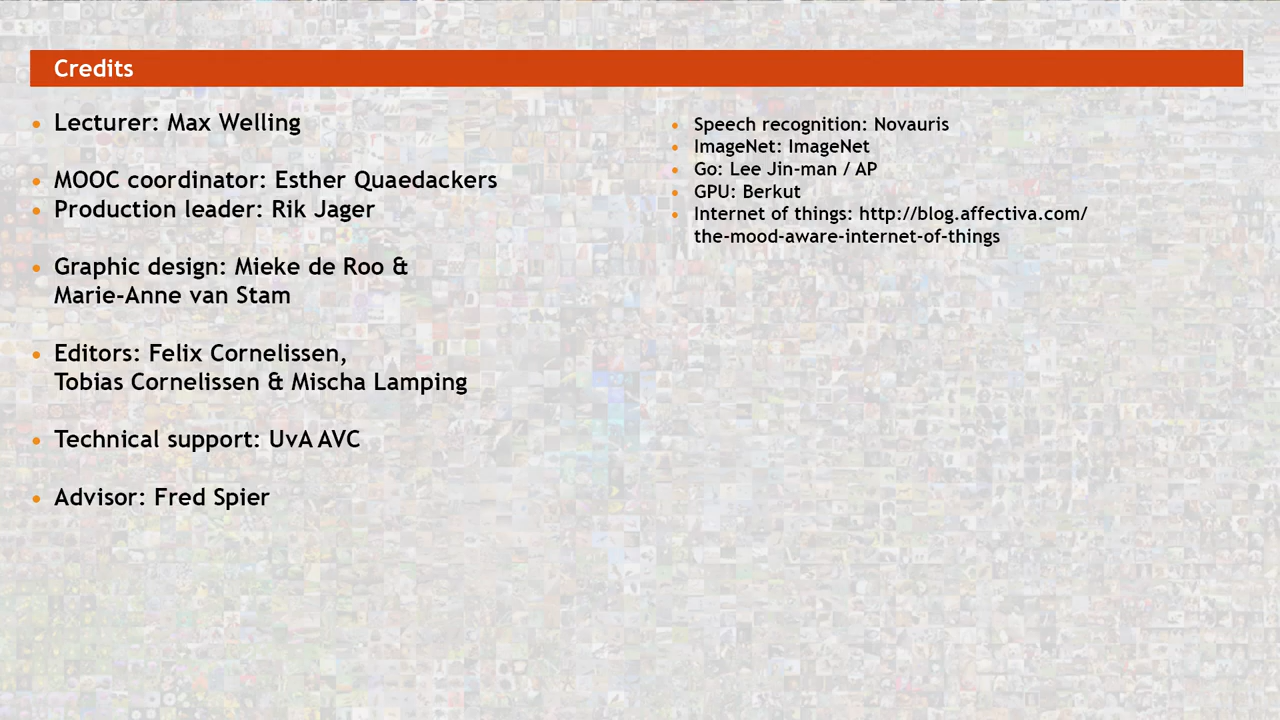 Credits
• Lecturer: Max Welling
• MOOC coordinator: Esther Quaedackers
• Production leader: Rik Jager
• Graphic design: Mieke de Roo &
Marie-Anne van Stam
• Editors: Felix Cornelissen,
Tobias Cornelissen & Mischa Lamping
• Technical support: UvA AVC
• Advisor: Fred Spier
• Speech recognition: Novauris
• ImageNet: ImageNet
• Go: Lee Jin-man / AP
• GPU: Berkut
• Internet of things: http://blog.affectiva.com/
the-mood-aware-internet-of-things